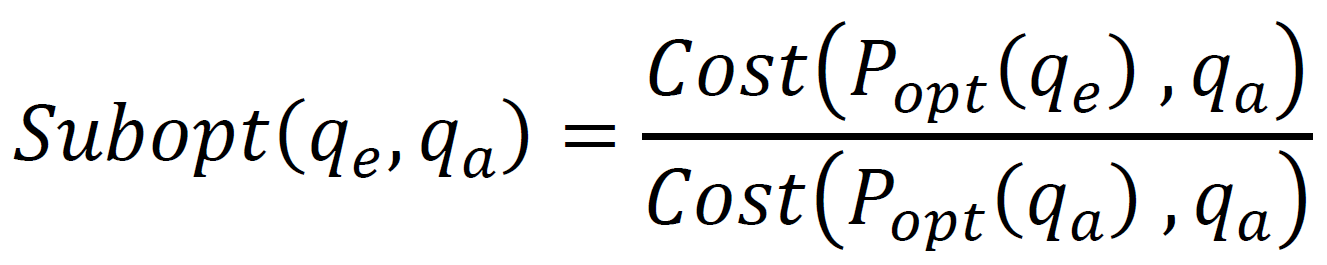 Subopt(q_e, q_a) = Cost(P_opt(q_e) , q_a) / Cost(P_opt(q_a) , q_a)